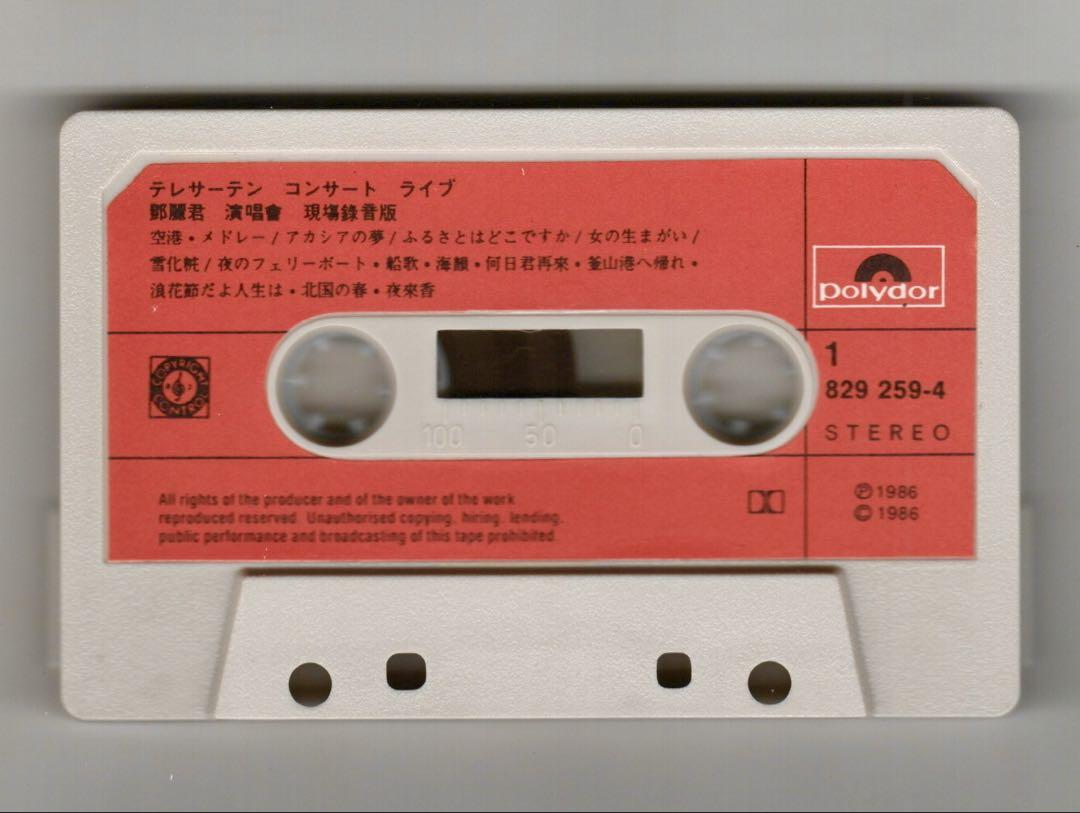 テレサーテン コンサート ライブ
鄧麗君 演唱會 現場錄音版
空港・メドレー/アカシアの夢/ふるさとはどこですか/女の生まがい/
雪化粧/夜のフェリーボート・船歌・海韻・何日君再來・釜山港へ帰れ・
浪花節だよ人生は・北国の春・夜來香
polydor
COPYRIGHT CONTROL
1
829 259-4
100 50 0
STEREO
All rights of the producer and of the owner of the work
reproduced reserved. Unauthorised copying, hiring, lending,
public performance and broadcasting of this tape prohibited
Ⓟ1986
©1986